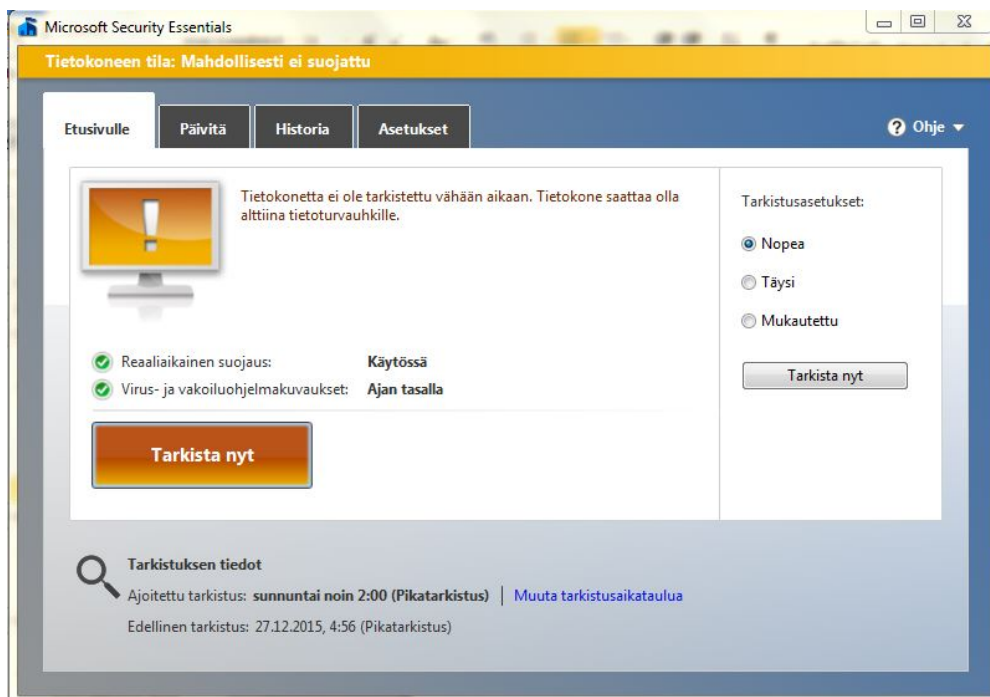 Microsoft Security Essentials
Tietokoneen tila: Mahdollisesti ei suojattu
Etusivulle Päivitä Historia Asetukset Ohje
Tietokonetta ei ole tarkistettu vähään aikaan. Tietokone saattaa olla
alttiina tietoturvauhkille.
Tarkistusasetukset:
Nopea
Täysi
Mukautettu
Tarkista nyt
Reaaliaikainen suojaus: Käytössä
Virus- ja vakoiluohjelmakuvaukset: Ajan tasalla
Tarkista nyt
Tarkistuksen tiedot
Ajoitettu tarkistus: sunnuntai noin 2:00 (Pikatarkistus) | Muuta tarkistusaikataulua
Edellinen tarkistus: 27.12.2015, 4:56 (Pikatarkistus)